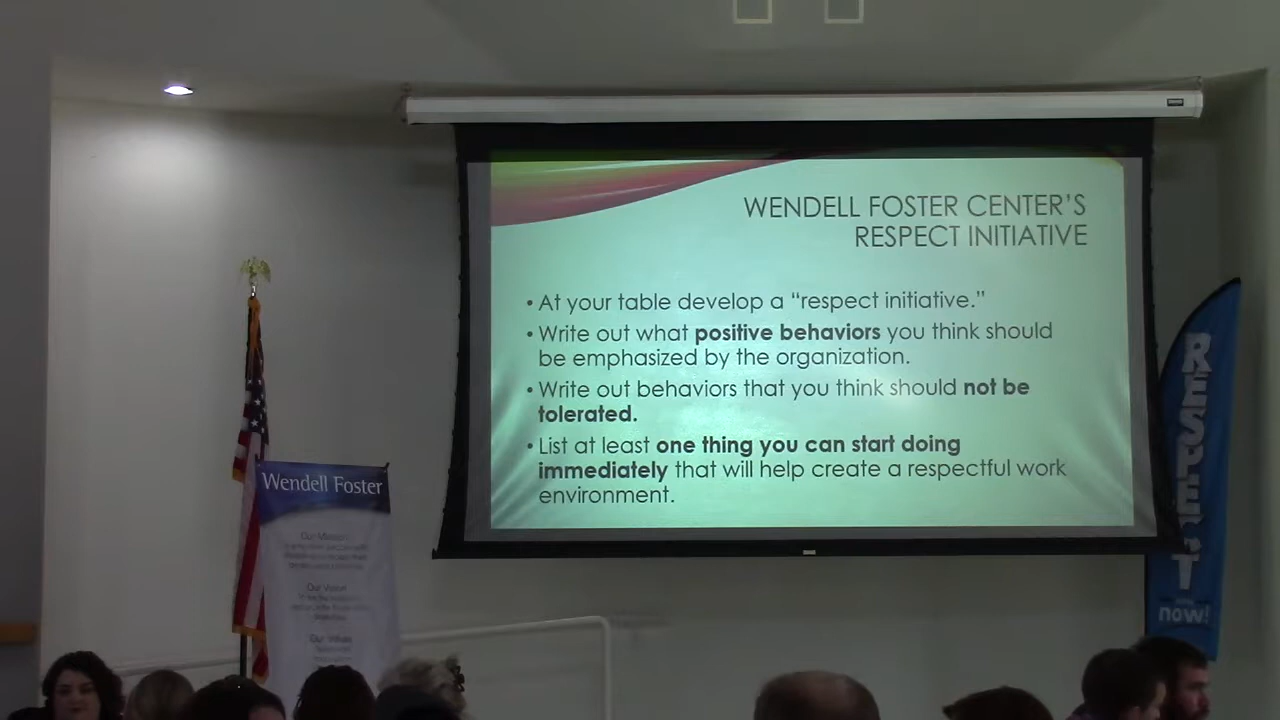 WENDELL FOSTER CENTER'S
RESPECT INITIATIVE
• At your table develop a “respect initiative.”
• Write out what positive behaviors you think should
be emphasized by the organization.
• Write out behaviors that you think should not be
tolerated.
• List at least one thing you can start doing
immediately that will help create a respectful work
environment.
Wendell Foster
Our Mission
Our Vision
Our Values
RESPECT
now!